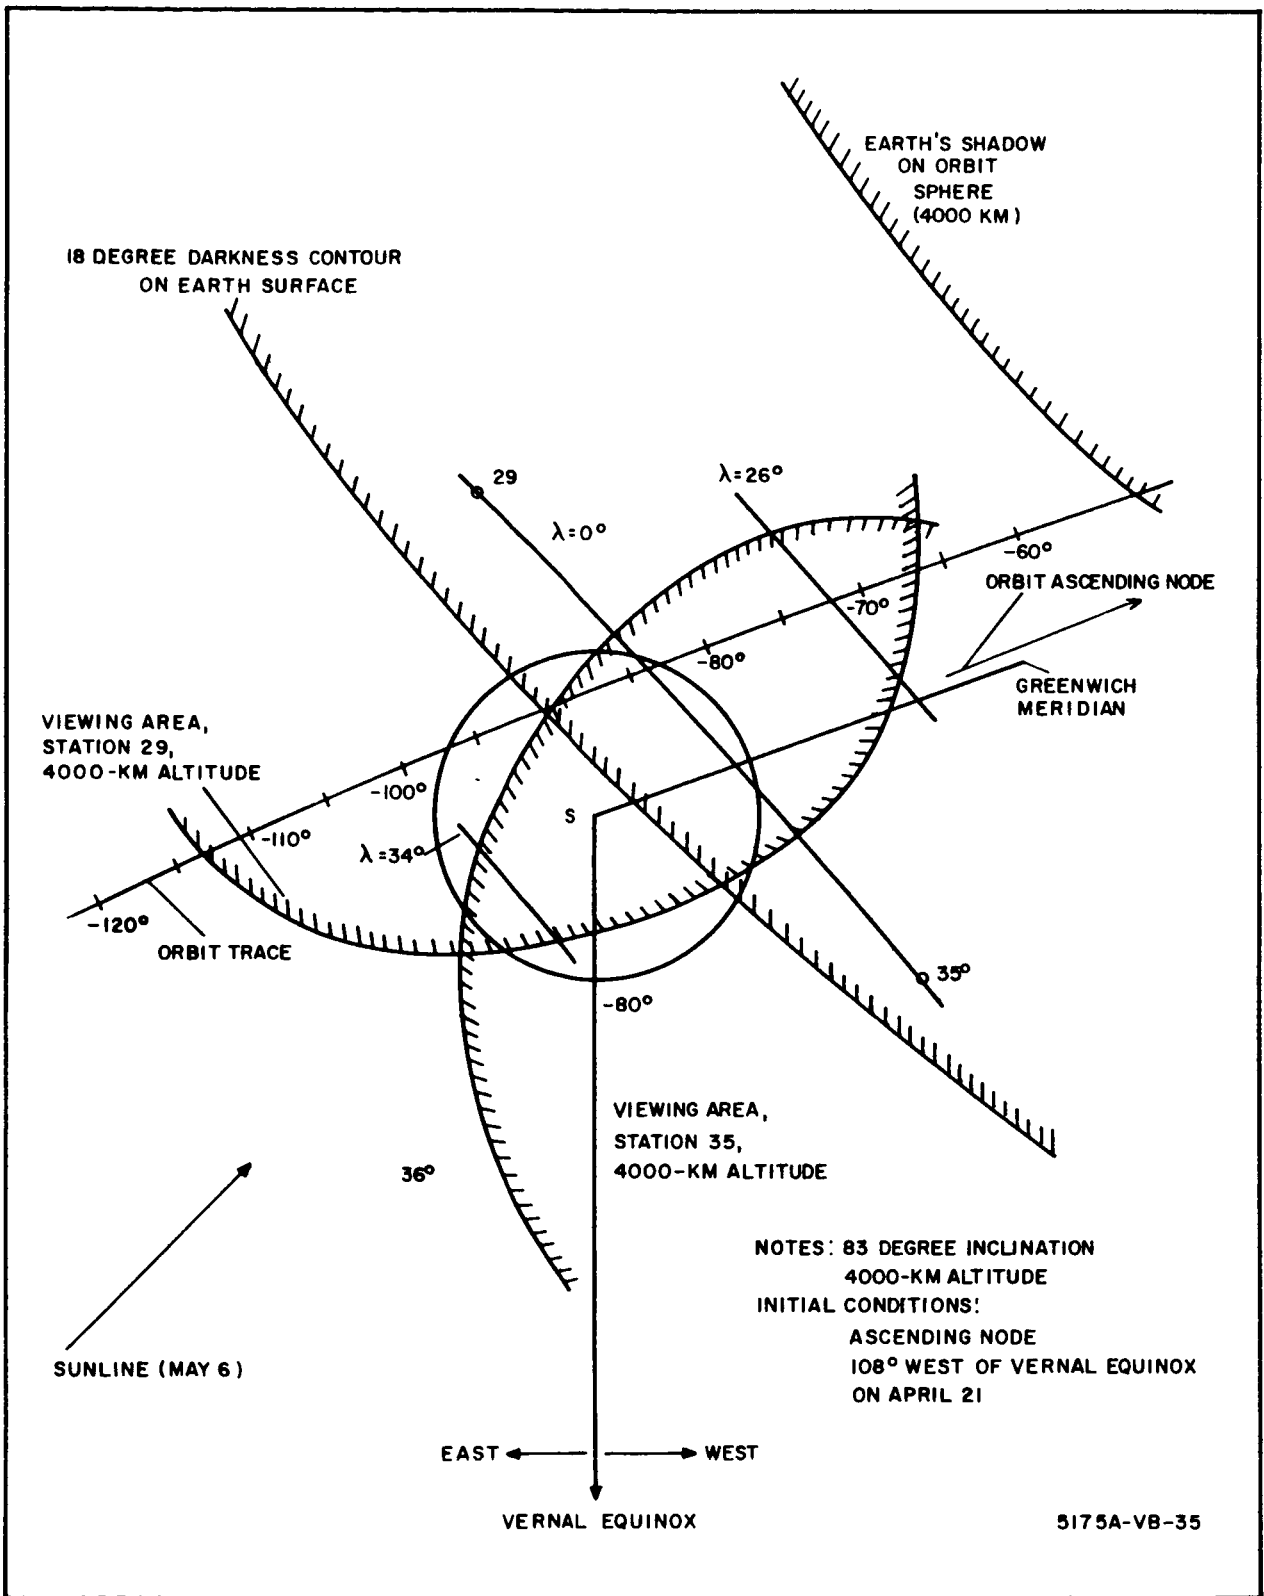 EARTH'S SHADOW
ON ORBIT
SPHERE
(4000 KM)
18 DEGREE DARKNESS CONTOUR
ON EARTH SURFACE
29
λ=0°
λ=26°
-60°
ORBIT ASCENDING NODE
-70°
-80°
GREENWICH
MERIDIAN
VIEWING AREA,
STATION 29,
4000-KM ALTITUDE
-100°
S
-110°
λ=34°
-120°
ORBIT TRACE
35°
-80°
VIEWING AREA,
STATION 35,
4000-KM ALTITUDE
36°
NOTES: 83 DEGREE INCLINATION
4000-KM ALTITUDE
INITIAL CONDITIONS:
ASCENDING NODE
108° WEST OF VERNAL EQUINOX
ON APRIL 21
SUNLINE (MAY 6)
EAST
WEST
VERNAL EQUINOX
5175A-VB-35